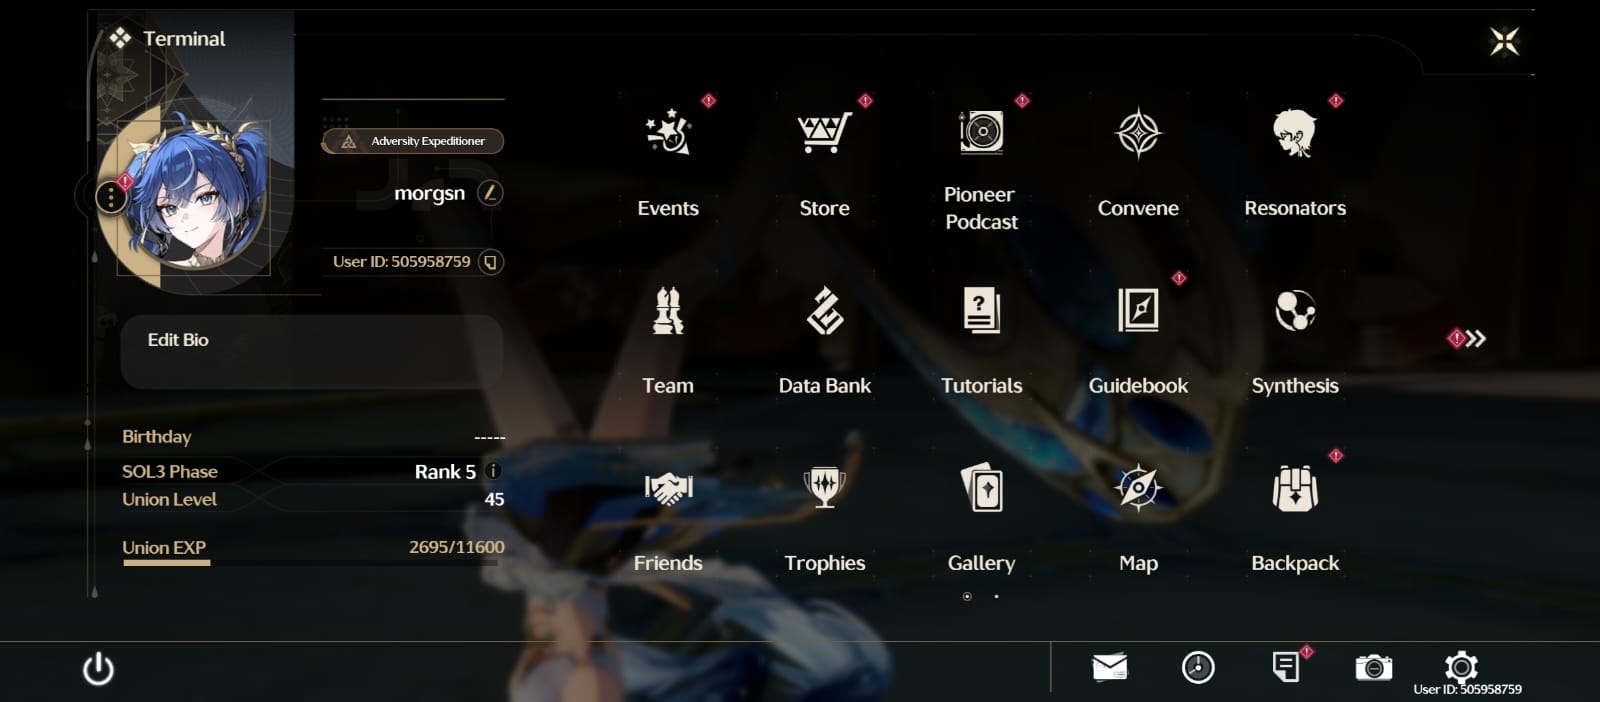 Terminal
Adversity Expeditioner
morgsn
User ID: 505958759
Edit Bio
Birthday
-----
SOL3 Phase
Rank 5
Union Level
45
Union EXP
2695/11600
Events
Store
Pioneer
Podcast
Convene
Resonators
Team
Data Bank
Tutorials
Guidebook
Synthesis
Friends
Trophies
Gallery
Map
Backpack
User ID: 505958759